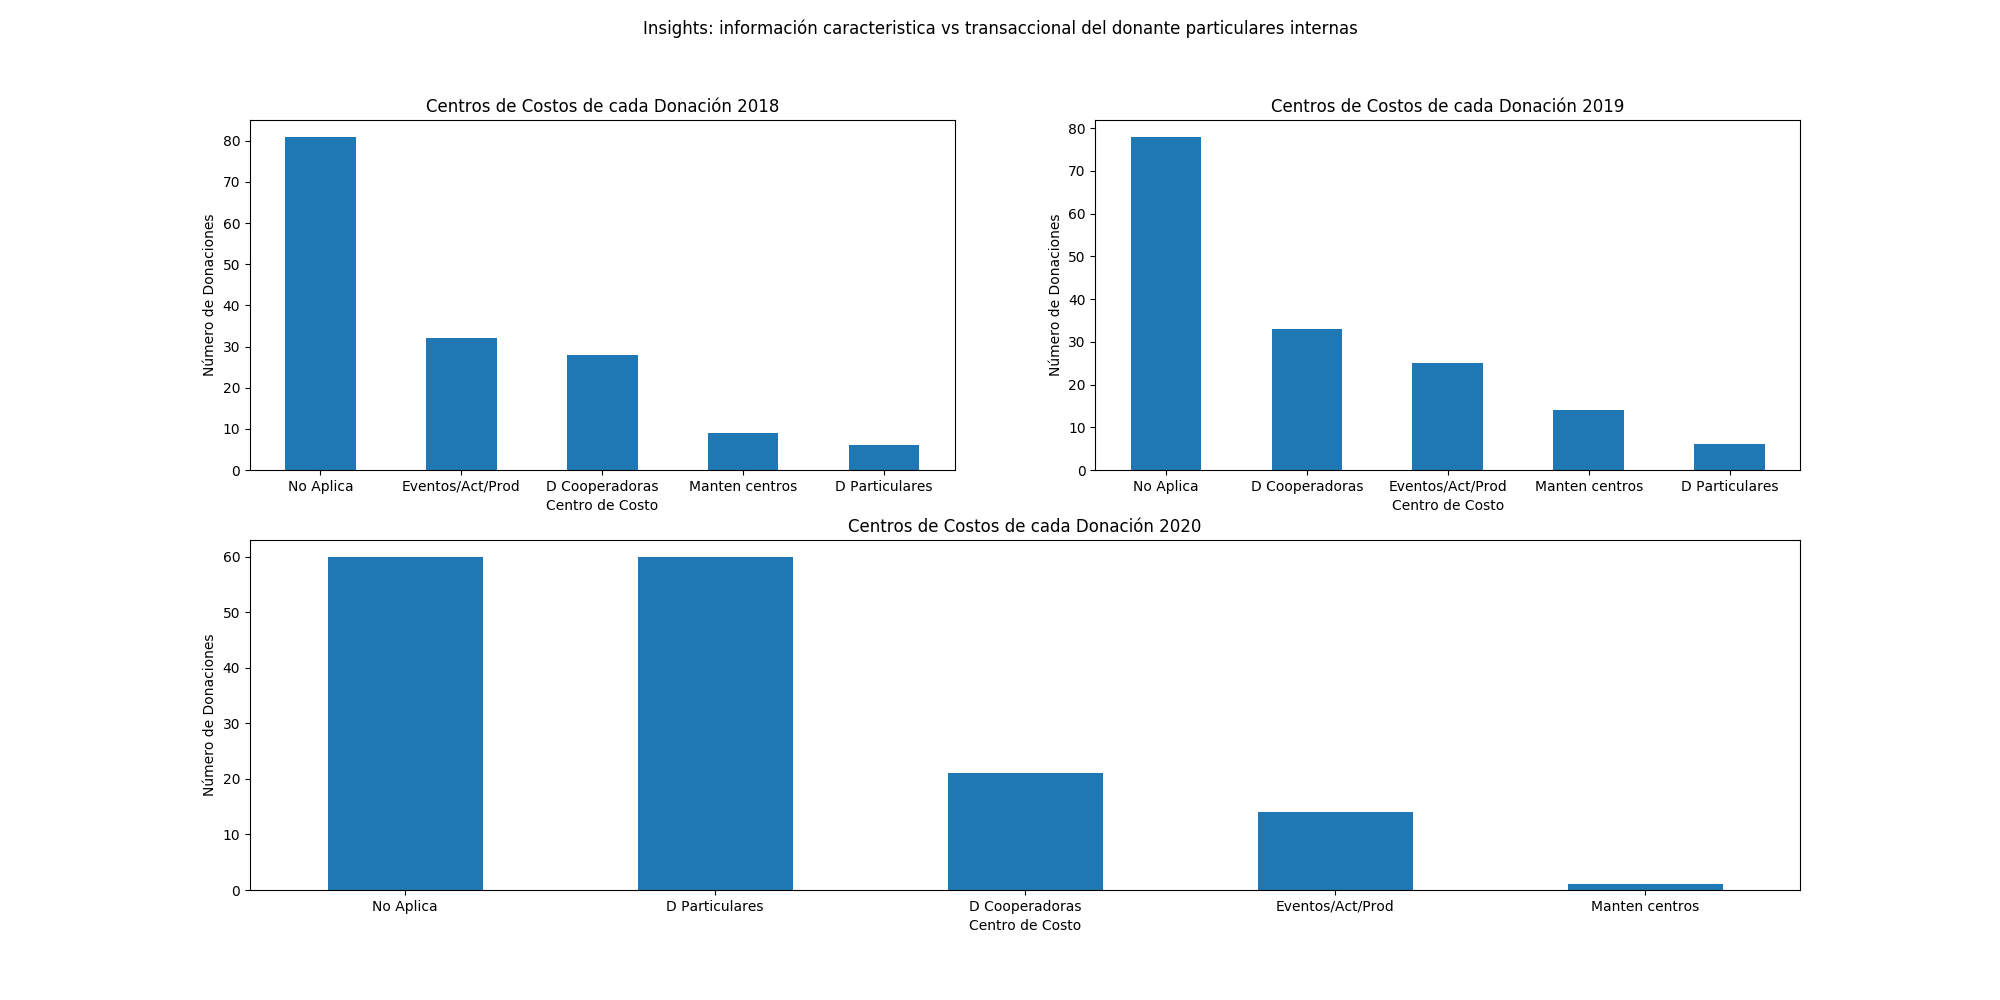 Insights: información caracteristica vs transaccional del donante particulares internas
Centros de Costos de cada Donación 2018
Número de Donaciones
80
70
60
50
40
30
20
10
0
No Aplica Eventos/Act/Prod D Cooperadoras Manten centros D Particulares
Centro de Costo
Centros de Costos de cada Donación 2019
Número de Donaciones
80
70
60
50
40
30
20
10
0
No Aplica D Cooperadoras Eventos/Act/Prod Manten centros D Particulares
Centro de Costo
Centros de Costos de cada Donación 2020
Número de Donaciones
60
50
40
30
20
10
0
No Aplica D Particulares D Cooperadoras Eventos/Act/Prod Manten centros
Centro de Costo